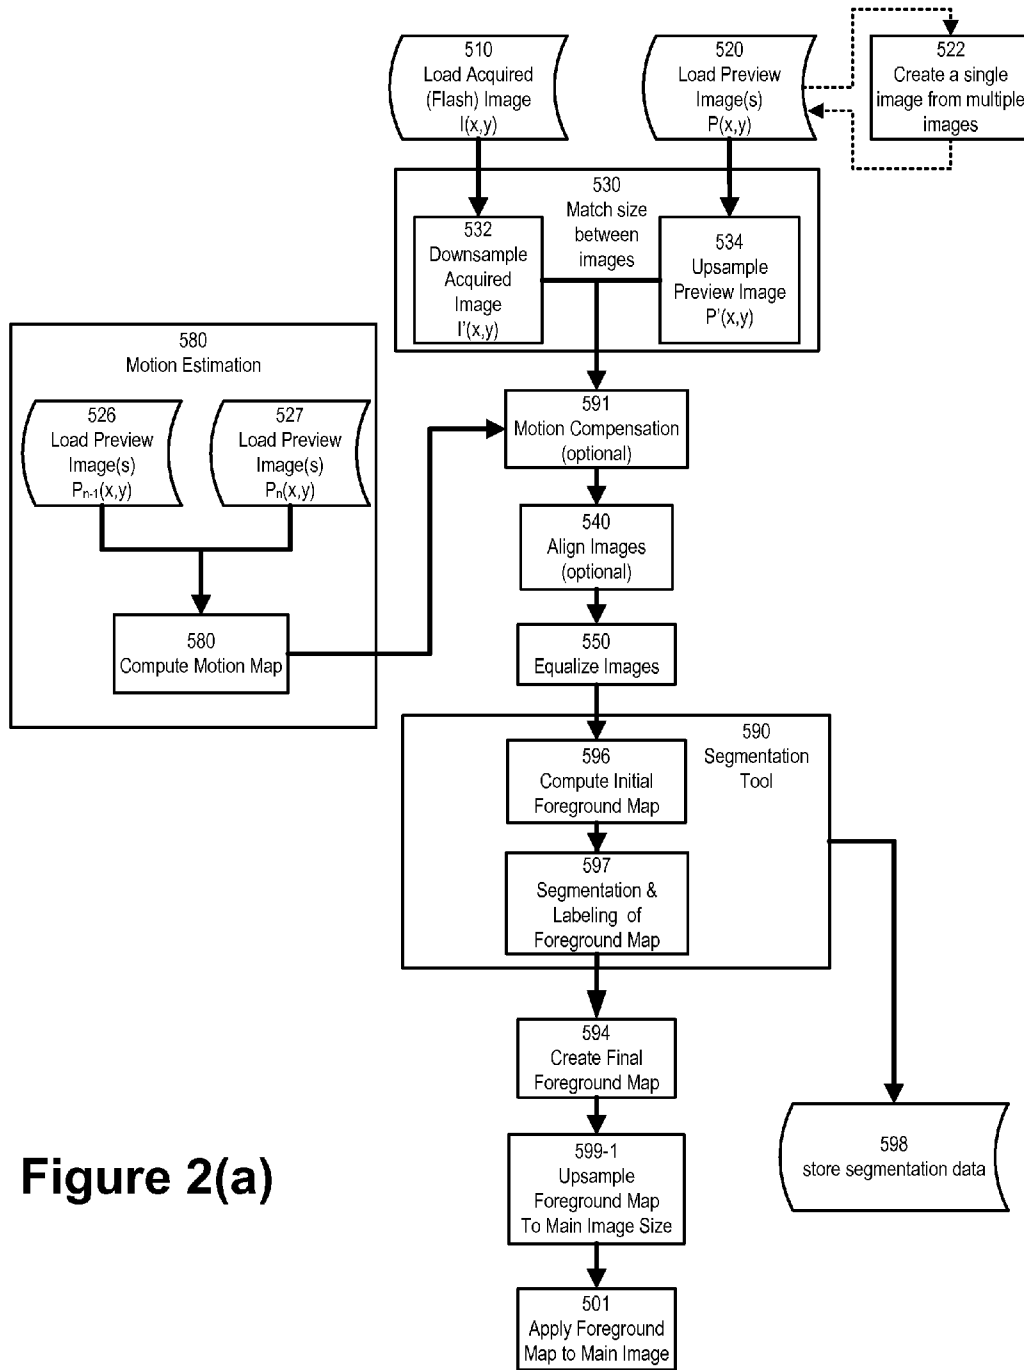 510
Load Acquired
(Flash) Image
I(x,y)
520
Load Preview
Image(s)
P(x,y)
522
Create a single
image from multiple
images
530
Match size
between
images
532
Downsample
Acquired
Image
I'(x,y)
534
Upsample
Preview Image
P'(x,y)
580
Motion Estimation
526
Load Preview
Image(s)
Pn-1(x,y)
527
Load Preview
Image(s)
Pn(x,y)
580
Compute Motion Map
591
Motion Compensation
(optional)
540
Align Images
(optional)
550
Equalize Images
590
Segmentation
Tool
596
Compute Initial
Foreground Map
597
Segmentation &
Labeling of
Foreground Map
594
Create Final
Foreground Map
598
store segmentation data
599-1
Upsample
Foreground Map
To Main Image Size
501
Apply Foreground
Map to Main Image
Figure 2(a)